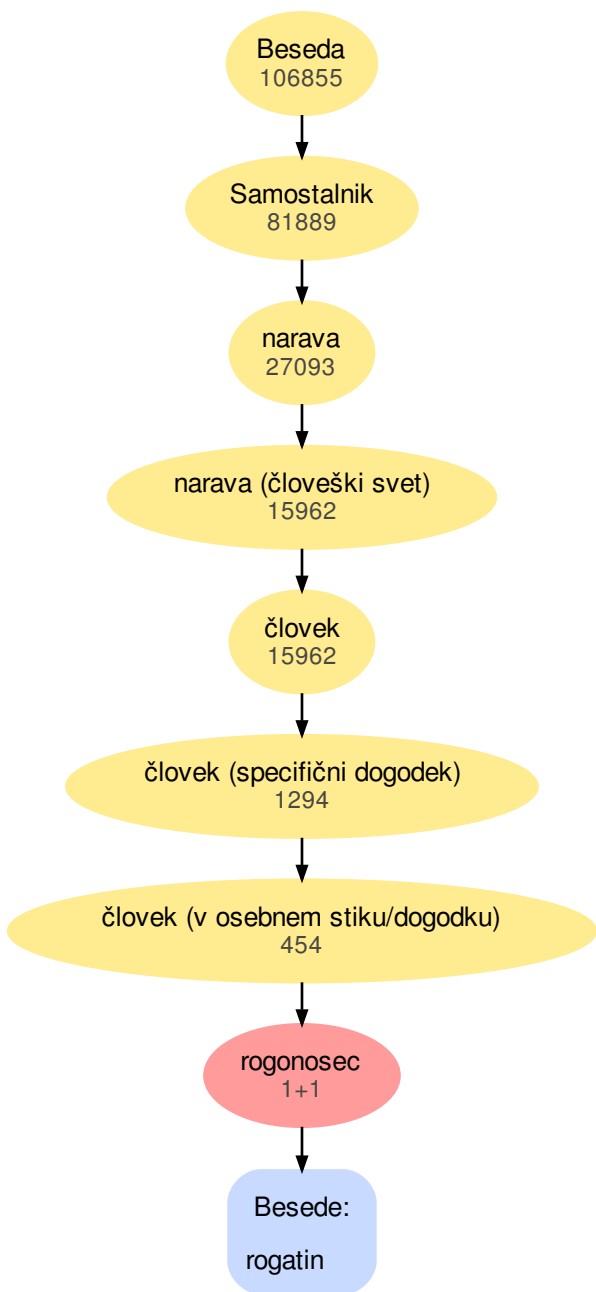 Beseda
106855
Samostalnik
81889
narava
27093
narava (človeški svet)
15962
človek
15962
človek (specifični dogodek)
1294
človek (v osebnem stiku/dogodku)
454
rogonosec
1+1
Besede:
rogatin